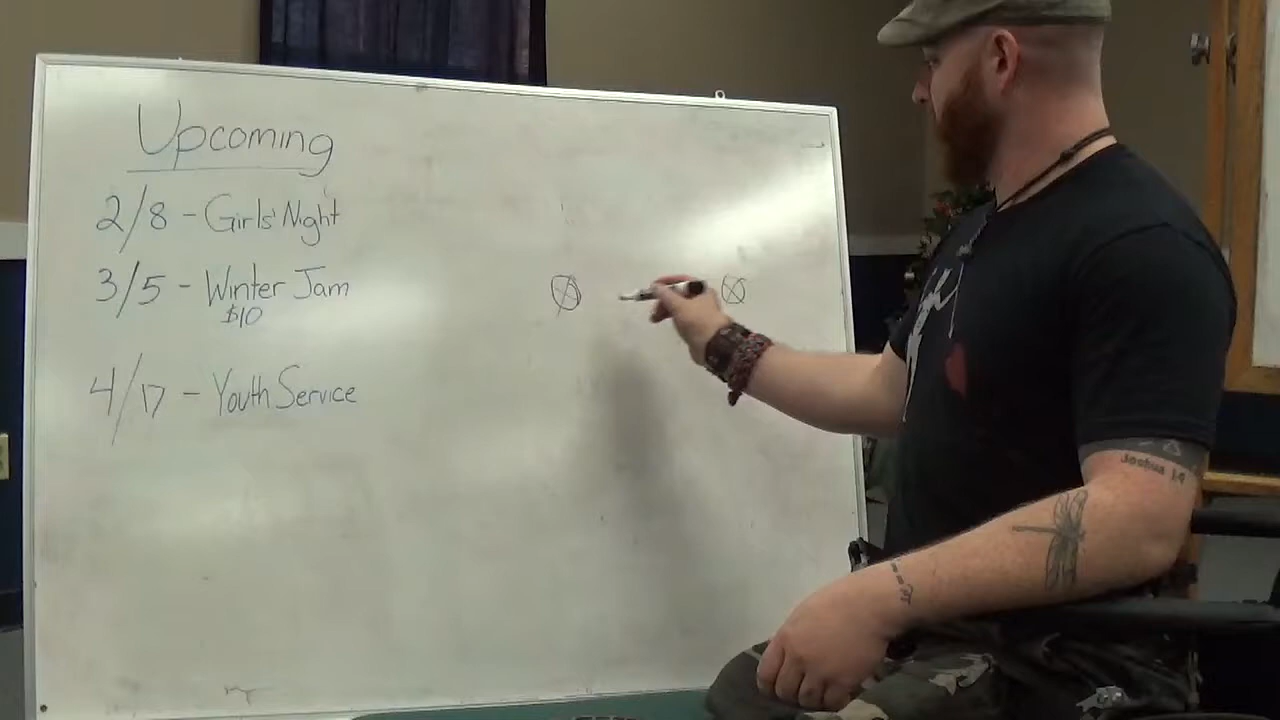 Upcoming
2/8 - Girls' Night
3/5 - Winter Jam
$10
4/17 - Youth Service
Joshua 1:9